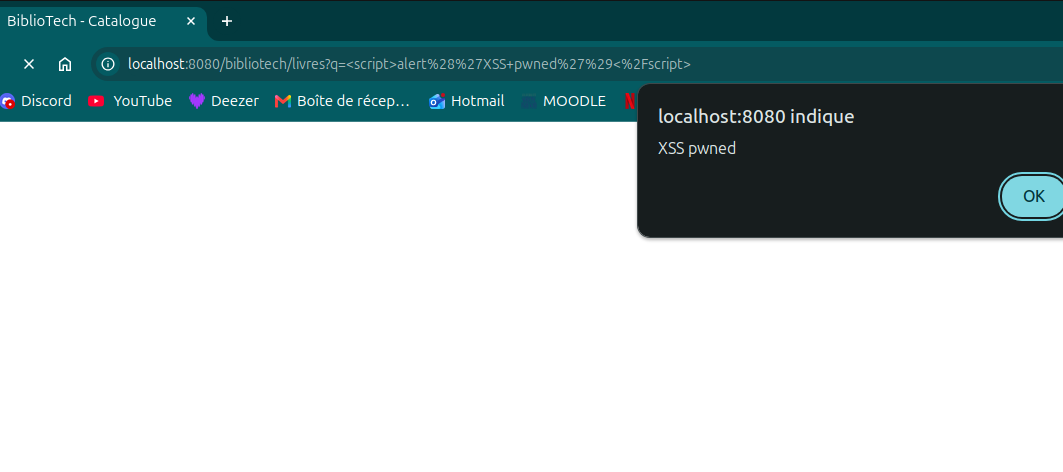 BiblioTech - Catalogue
localhost:8080/bibliotech/livres?q=<script>alert%28%27XSS+pwned%27%29<%2Fscript>
Discord YouTube Deezer Boîte de récep... Hotmail MOODLE
localhost:8080 indique
XSS pwned
OK